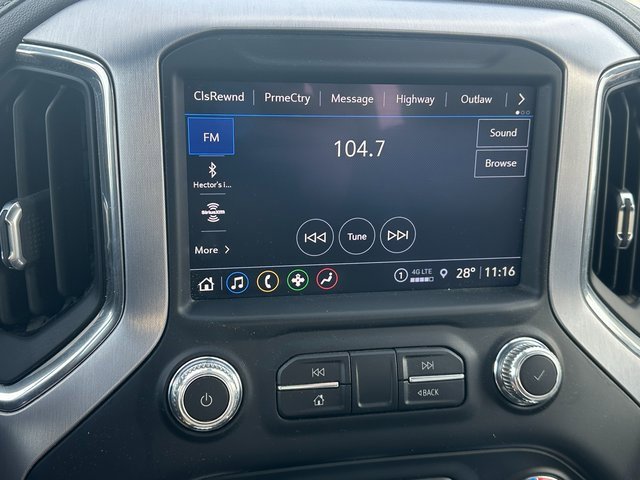 ClsRewnd PrmeCtry Message Highway Outlaw
FM
104.7
Sound
Browse
Hector's i...
SiriusXM
More
Tune
1 4G LTE 28° 11:16
BACK